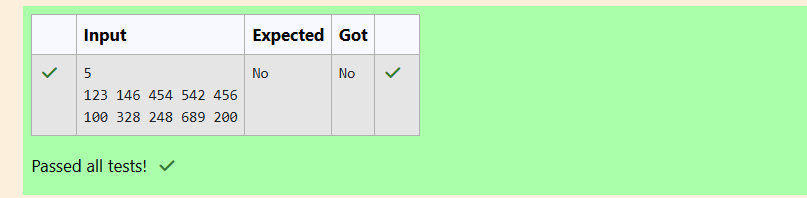 Input Expected Got
5 No No
123 146 454 542 456
100 328 248 689 200
Passed all tests!